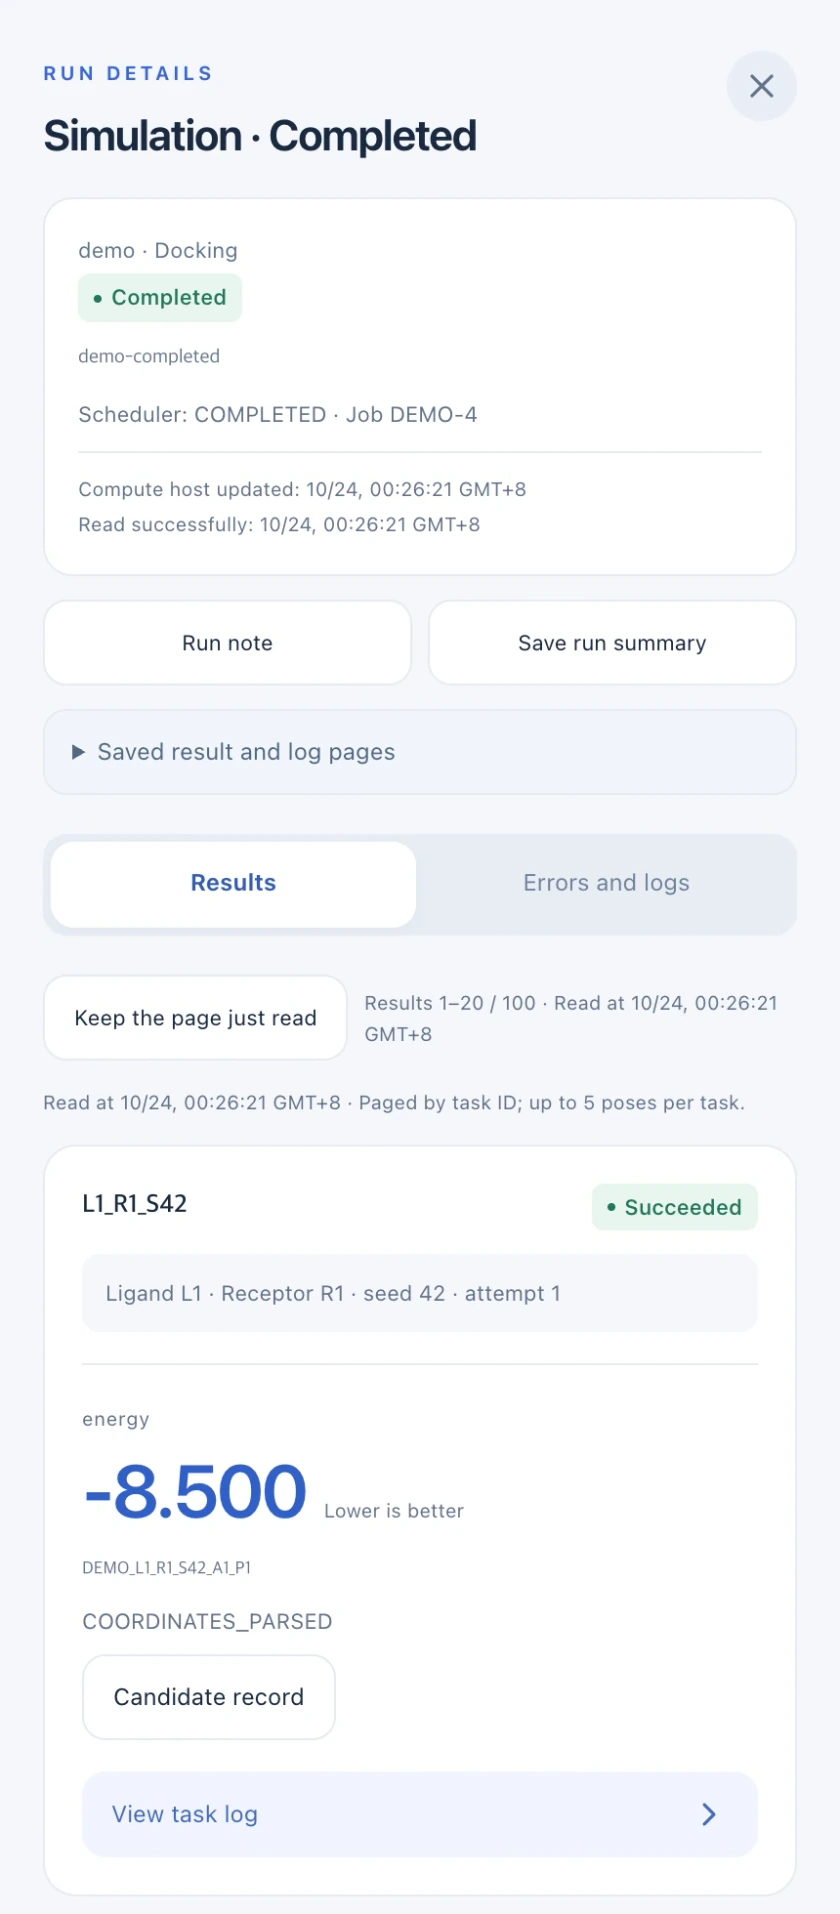 RUN DETAILS
Simulation · Completed
demo · Docking
• Completed
demo-completed
Scheduler: COMPLETED · Job DEMO-4
Compute host updated: 10/24, 00:26:21 GMT+8
Read successfully: 10/24, 00:26:21 GMT+8
Run note
Save run summary
Saved result and log pages
Results
Errors and logs
Keep the page just read
Results 1–20 / 100 · Read at 10/24, 00:26:21
GMT+8
Read at 10/24, 00:26:21 GMT+8 · Paged by task ID; up to 5 poses per task.
L1_R1_S42
• Succeeded
Ligand L1 · Receptor R1 · seed 42 · attempt 1
energy
-8.500 Lower is better
DEMO_L1_R1_S42_A1_P1
COORDINATES_PARSED
Candidate record
View task log